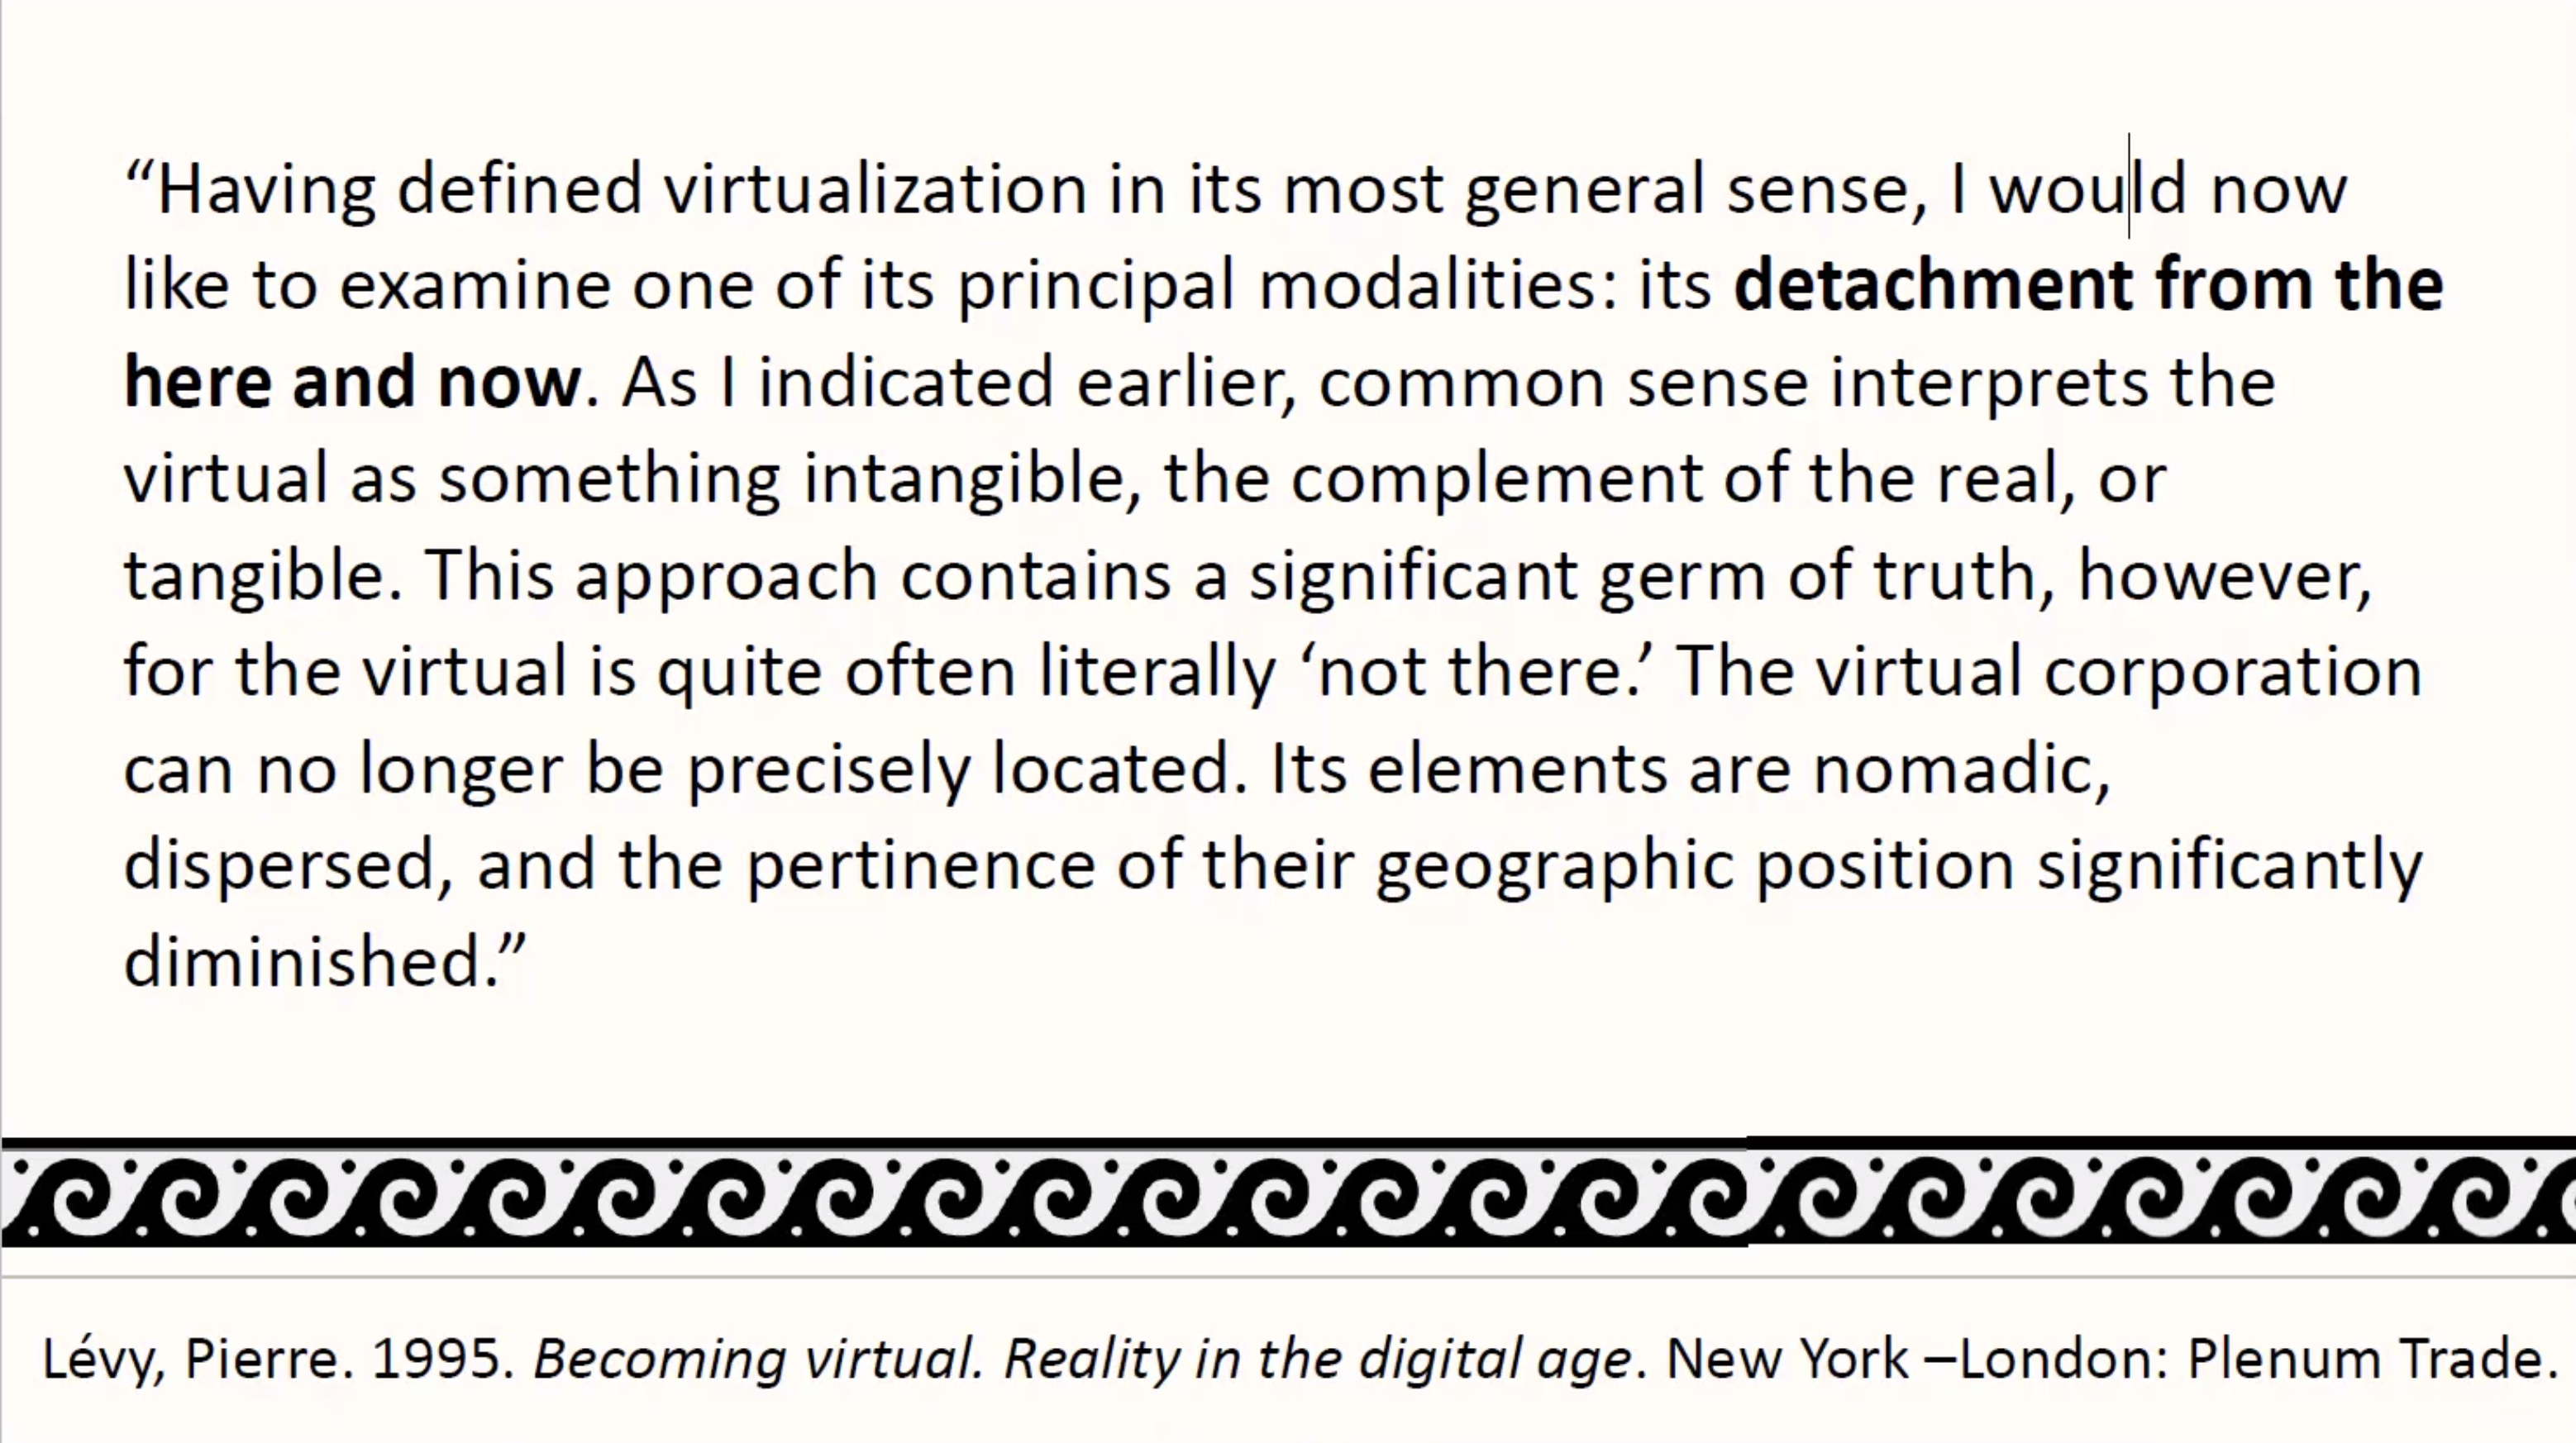 “Having defined virtualization in its most general sense, I would now
like to examine one of its principal modalities: its detachment from the
here and now. As I indicated earlier, common sense interprets the
virtual as something intangible, the complement of the real, or
tangible. This approach contains a significant germ of truth, however,
for the virtual is quite often literally ‘not there.’ The virtual corporation
can no longer be precisely located. Its elements are nomadic,
dispersed, and the pertinence of their geographic position significantly
diminished.”
Lévy, Pierre. 1995. Becoming virtual. Reality in the digital age. New York –London: Plenum Trade.